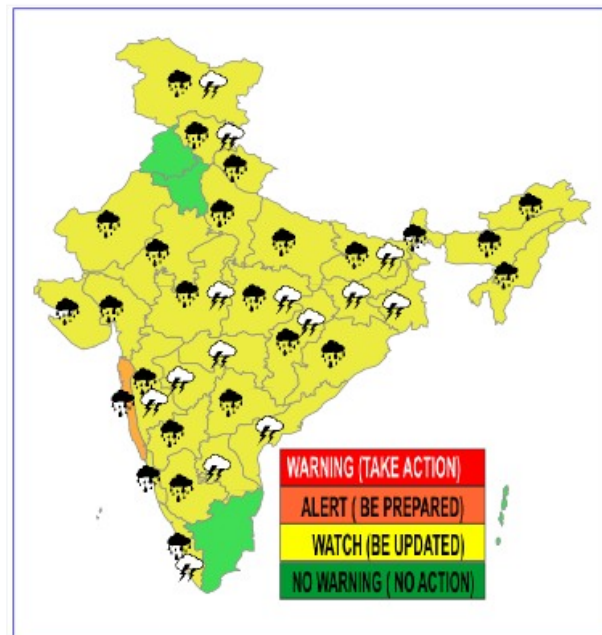 WARNING (TAKE ACTION)
ALERT ( BE PREPARED)
WATCH (BE UPDATED)
NO WARNING ( NO ACTION)